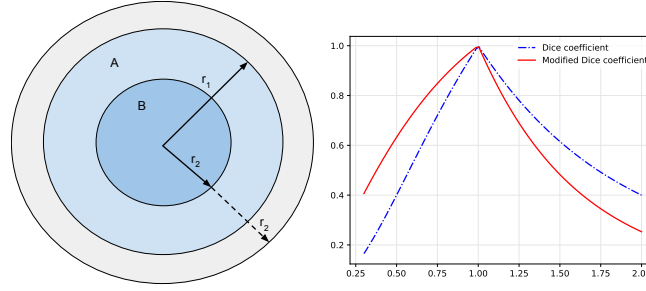 A
B
r1
r2
r2
Dice coefficient
Modified Dice coefficient
1.0
0.8
0.6
0.4
0.2
0.25 0.50 0.75 1.00 1.25 1.50 1.75 2.0